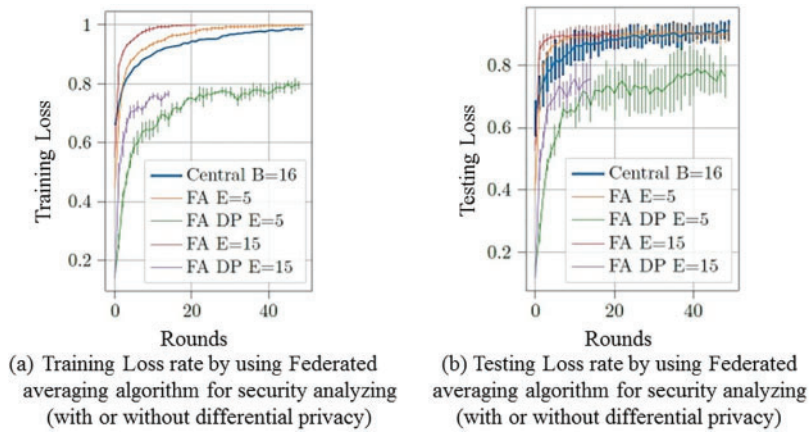 1
0.8
0.6
0.4
0.2
0
20
40
Training Loss
Rounds
Central B=16
FA E=5
FA DP E=5
FA E=15
FA DP E=15
(a) Training Loss rate by using Federated
averaging algorithm for security analyzing
(with or without differential privacy)
0.8
0.6
0.4
0.2
0
20
40
Testing Loss
Rounds
Central B=16
FA E=5
FA DP E=5
FA E=15
FA DP E=15
(b) Testing Loss rate by using Federated
averaging algorithm for security analyzing
(with or without differential privacy)